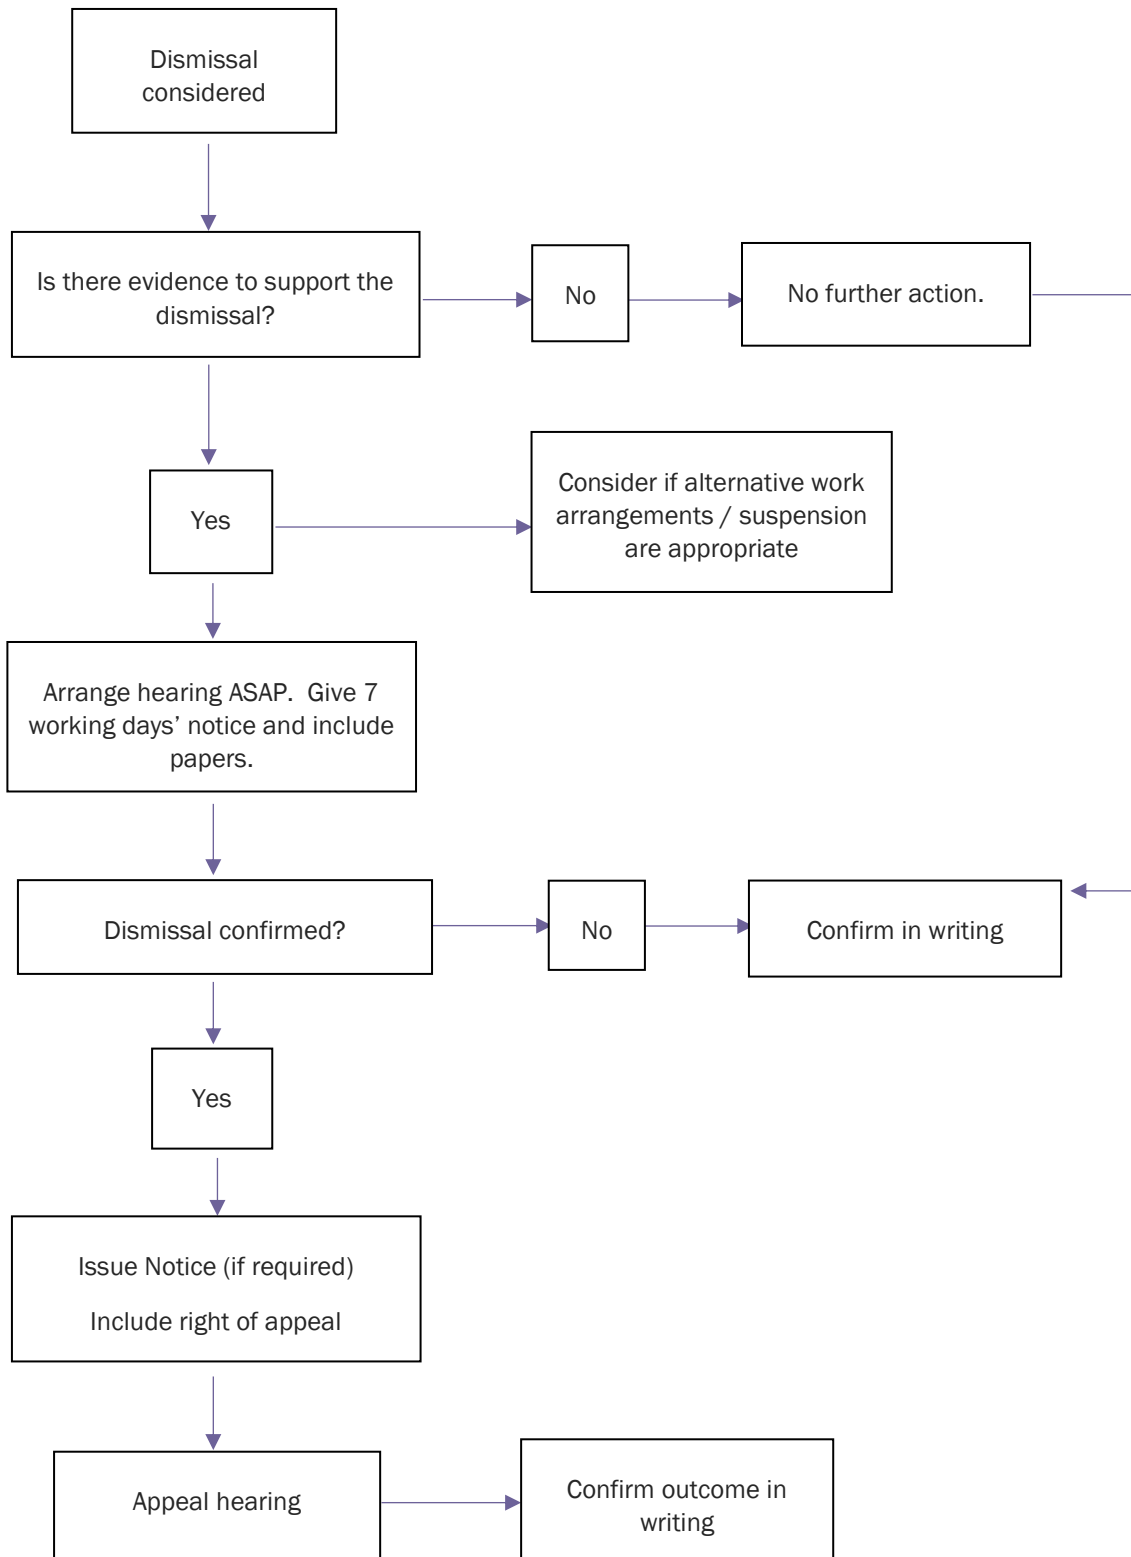 Dismissal
considered
Is there evidence to support the
dismissal?
No
No further action.
Yes
Consider if alternative work
arrangements / suspension
are appropriate
Arrange hearing ASAP.  Give 7
working days’ notice and include
papers.
Dismissal confirmed?
No
Confirm in writing
Yes
Issue Notice (if required)
Include right of appeal
Appeal hearing
Confirm outcome in
writing